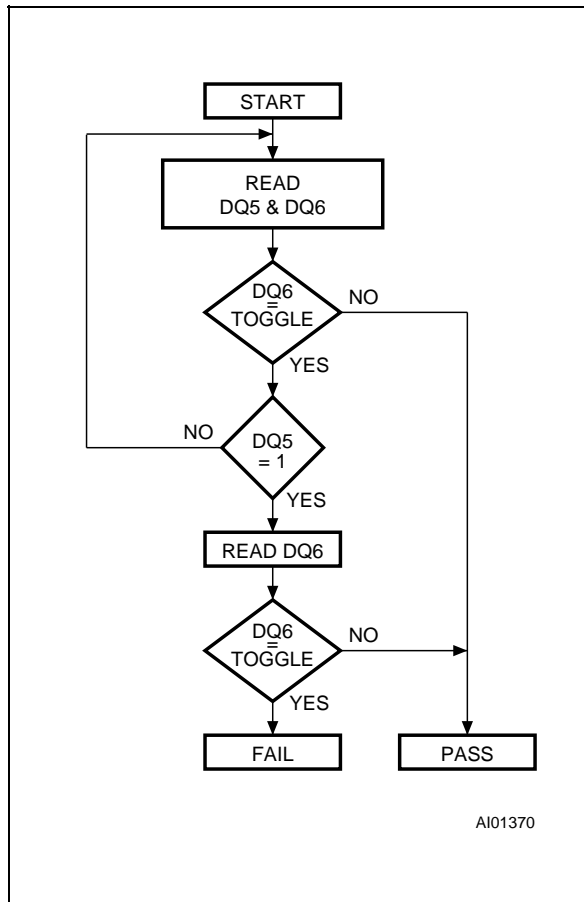 START
READ
DQ5 & DQ6
DQ6
=
TOGGLE
NO
YES
NO
DQ5
= 1
YES
READ DQ6
DQ6
=
TOGGLE
NO
YES
FAIL
PASS
AI01370